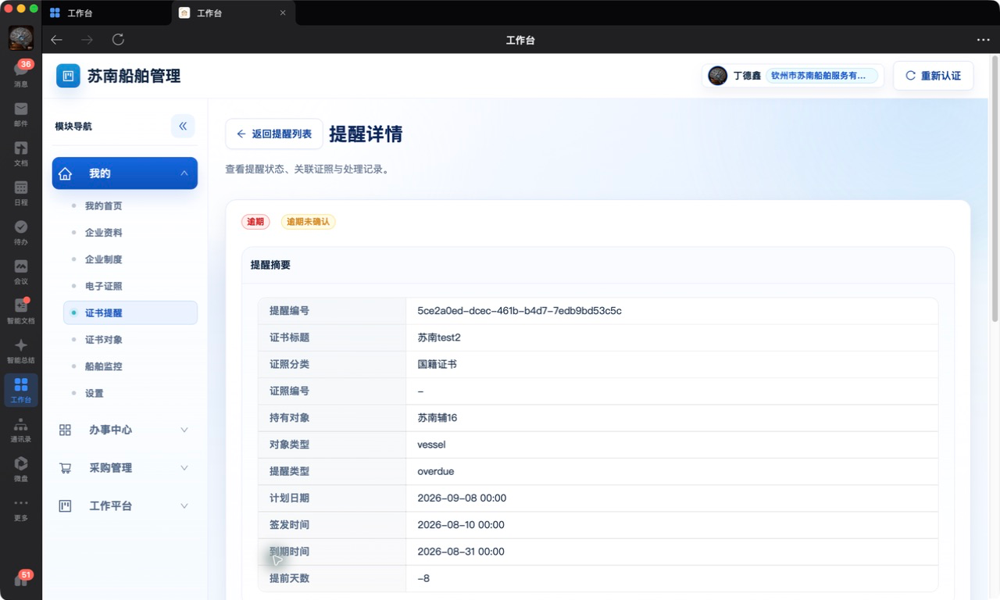 工作台
工作台
工作台
36
消息
邮件
文档
日程
待办
会议
智能文档
智能总结
工作台
通讯录
微盘
更多
51
苏南船舶管理
丁德鑫 钦州市苏南船舶服务有...
重新认证
模块导航
我的
我的首页
企业资料
企业制度
电子证照
证书提醒
证书对象
船舶监控
设置
办事中心
采购管理
工作平台
返回提醒列表 提醒详情
查看提醒状态、关联证照与处理记录。
逾期 逾期未确认
提醒摘要
提醒编号 5ce2a0ed-dcec-461b-b4d7-7edb9bd53c5c
证书标题 苏南test2
证照分类 国籍证书
证照编号 -
持有对象 苏南辅16
对象类型 vessel
提醒类型 overdue
计划日期 2026-09-08 00:00
签发时间 2026-08-10 00:00
到期时间 2026-08-31 00:00
提前天数 -8